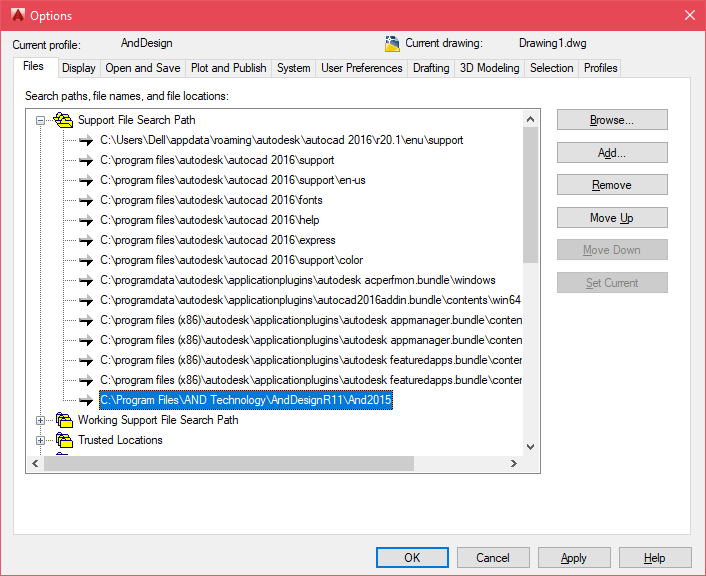 Options
Current profile: AndDesign Current drawing: Drawing1.dwg
Files Display Open and Save Plot and Publish System User Preferences Drafting 3D Modeling Selection Profiles
Search paths, file names, and file locations:
Support File Search Path
C:\Users\Dell\appdata\roaming\autodesk\autocad 2016\r20.1\enu\support
C:\program files\autodesk\autocad 2016\support
C:\program files\autodesk\autocad 2016\support\en-us
C:\program files\autodesk\autocad 2016\fonts
C:\program files\autodesk\autocad 2016\help
C:\program files\autodesk\autocad 2016\express
C:\program files\autodesk\autocad 2016\support\color
C:\programdata\autodesk\applicationplugins\autodesk acperfmon.bundle\windows
C:\programdata\autodesk\applicationplugins\autocad2016addin.bundle\contents\win64
C:\program files (x86)\autodesk\applicationplugins\autodesk appmanager.bundle\conten
C:\program files (x86)\autodesk\applicationplugins\autodesk appmanager.bundle\conten
C:\program files (x86)\autodesk\applicationplugins\autodesk featuredapps.bundle\conter
C:\program files (x86)\autodesk\applicationplugins\autodesk featuredapps.bundle\conter
C:\Program Files\AND Technology\AndDesignR11\And2015
Working Support File Search Path
Trusted Locations
Browse...
Add...
Remove
Move Up
Move Down
Set Current
OK Cancel Apply Help